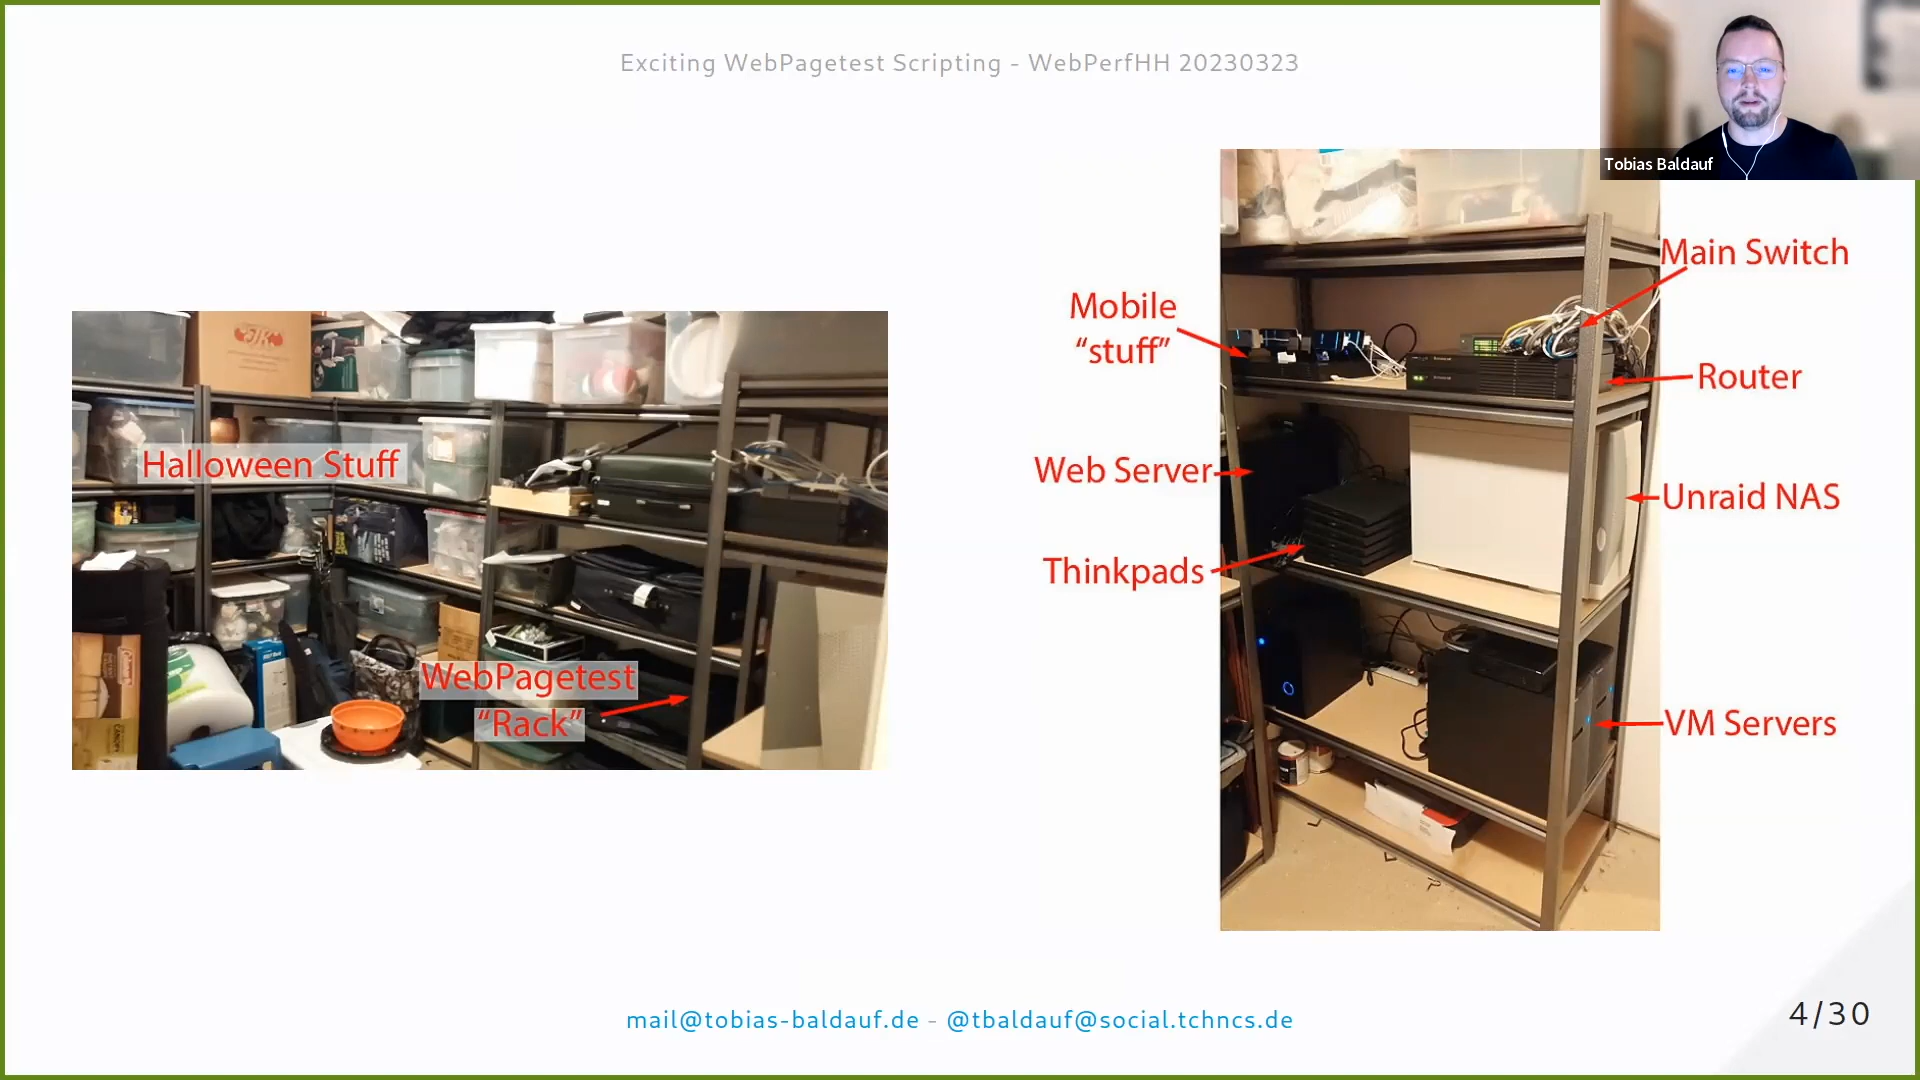 Exciting WebPagetest Scripting - WebPerfHH 20230323
Tobias Baldauf
Halloween Stuff
WebPagetest
“Rack”
Mobile
“stuff”
Main Switch
Router
Web Server
Unraid NAS
Thinkpads
VM Servers
mail@tobias-baldauf.de - @tbaldauf@social.tchncs.de
4/30